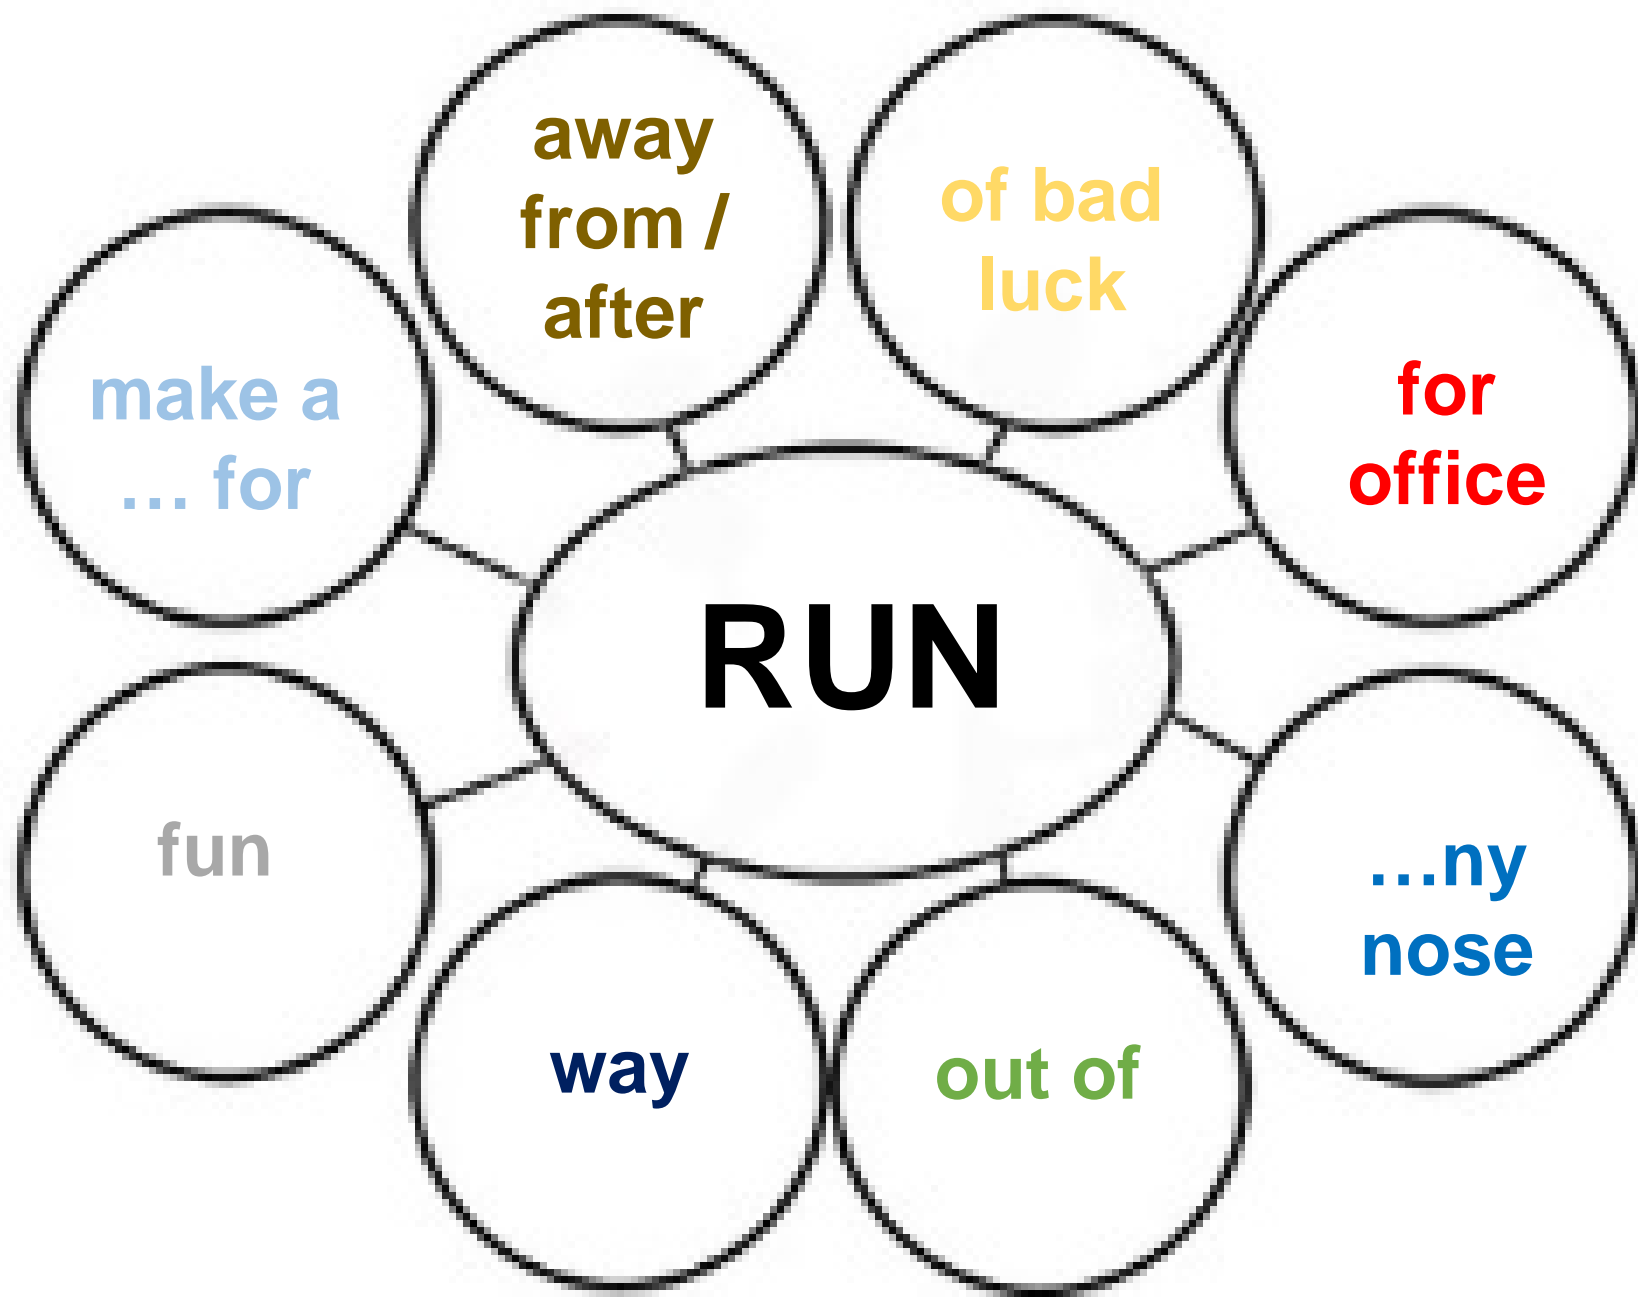 away
from /
after
of bad
luck
make a
… for
for
office
RUN
fun
…ny
nose
way
out of